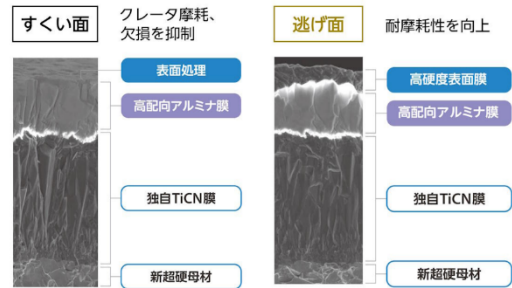 すくい面
クレータ摩耗、
欠損を抑制
表面処理
高配向アルミナ膜
独自TiCN膜
新超硬母材
逃げ面
耐摩耗性を向上
高硬度表面膜
高配向アルミナ膜
独自TiCN膜
新超硬母材